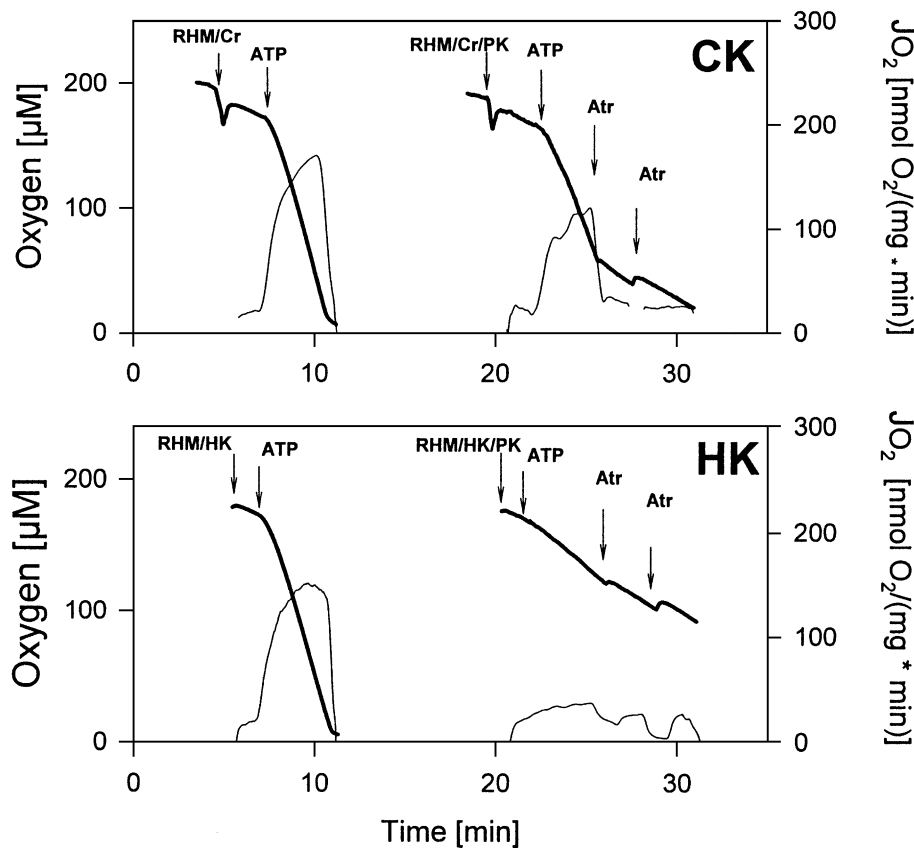 RHM/Cr
ATP
RHM/Cr/PK
ATP
Atr
Atr
CK
Oxygen [µM]
200
100
0
300
200
100
0
JO2 [nmol O2/(mg * min)]
0 10 20 30
RHM/HK
ATP
RHM/HK/PK
ATP
Atr
Atr
HK
Oxygen [µM]
200
100
0
300
200
100
0
JO2 [nmol O2/(mg * min)]
0 10 20 30
Time [min]